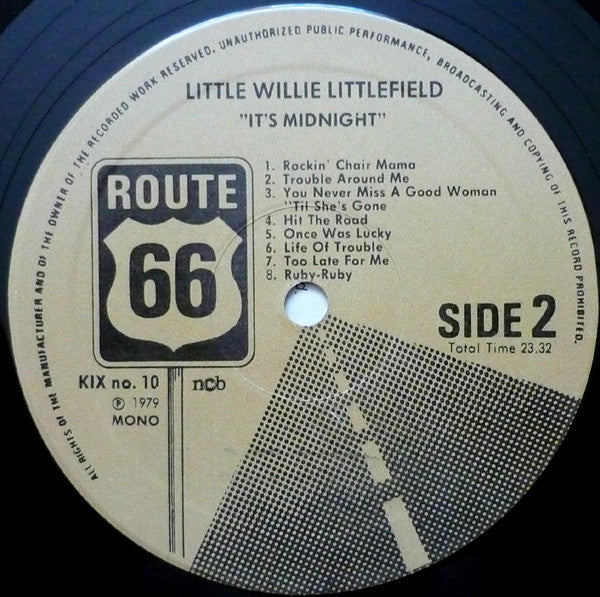 ALL RIGHTS OF THE MANUFACTURER AND OF THE OWNER OF THE RECORDED WORK RESERVED. UNAUTHORIZED PUBLIC PERFORMANCE, BROADCASTING AND COPYING OF THIS RECORD PROHIBITED.
LITTLE WILLIE LITTLEFIELD
"IT'S MIDNIGHT"
1. Rockin' Chair Mama
2. Trouble Around Me
3. You Never Miss A Good Woman
"Til She's Gone
4. Hit The Road
5. Once Was Lucky
6. Life Of Trouble
7. Too Late For Me
8. Ruby-Ruby
ROUTE
66
SIDE 2
Total Time 23.32
KIX no. 10 ncb
℗ 1979
MONO